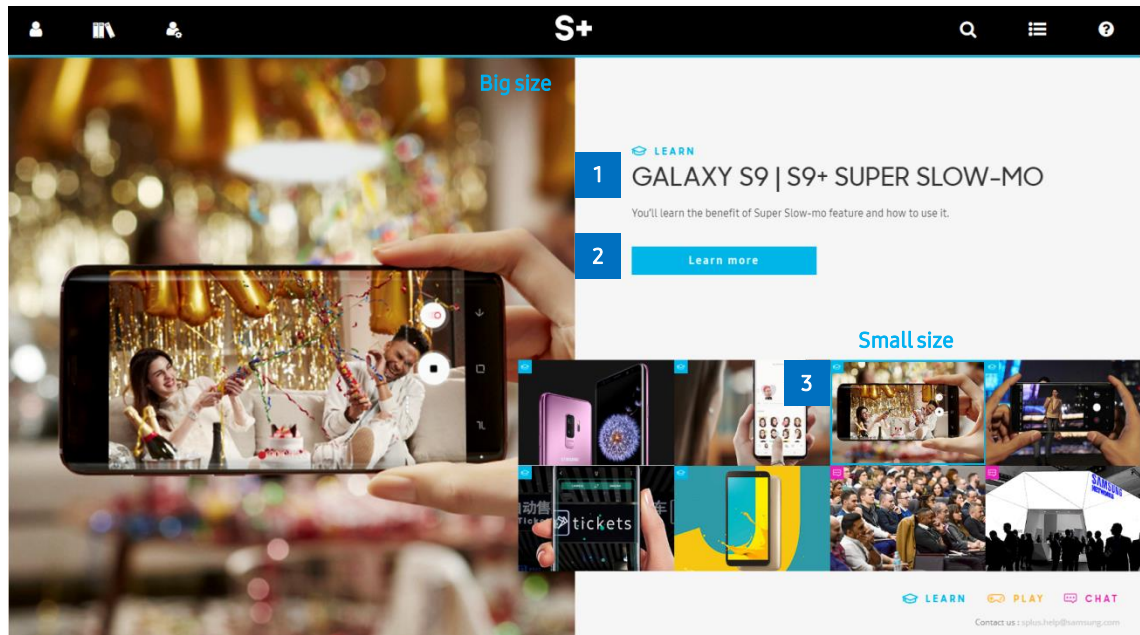 S+
Big size
LEARN
1
GALAXY S9 | S9+ SUPER SLOW-MO
You'll learn the benefit of Super Slow-mo feature and how to use it.
2
Learn more
Small size
3
SAMSUNG
tickets
LEARN PLAY CHAT
Contact us : splus.help@samsung.com